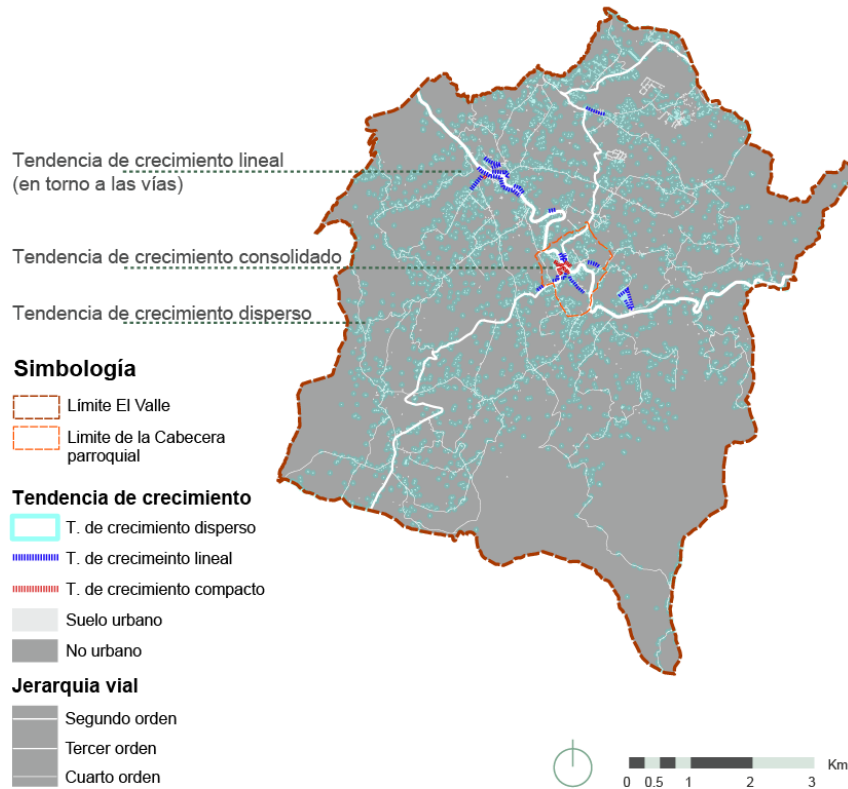 Tendencia de crecimiento lineal
(en torno a las vías)
Tendencia de crecimiento consolidado
Tendencia de crecimiento disperso
Simbología
Límite El Valle
Limite de la Cabecera
parroquial
Tendencia de crecimiento
T. de crecimiento disperso
T. de crecimeinto lineal
T. de crecimiento compacto
Suelo urbano
No urbano
Jerarquia vial
Segundo orden
Tercer orden
Cuarto orden
Km
0 0.5 1 2 3